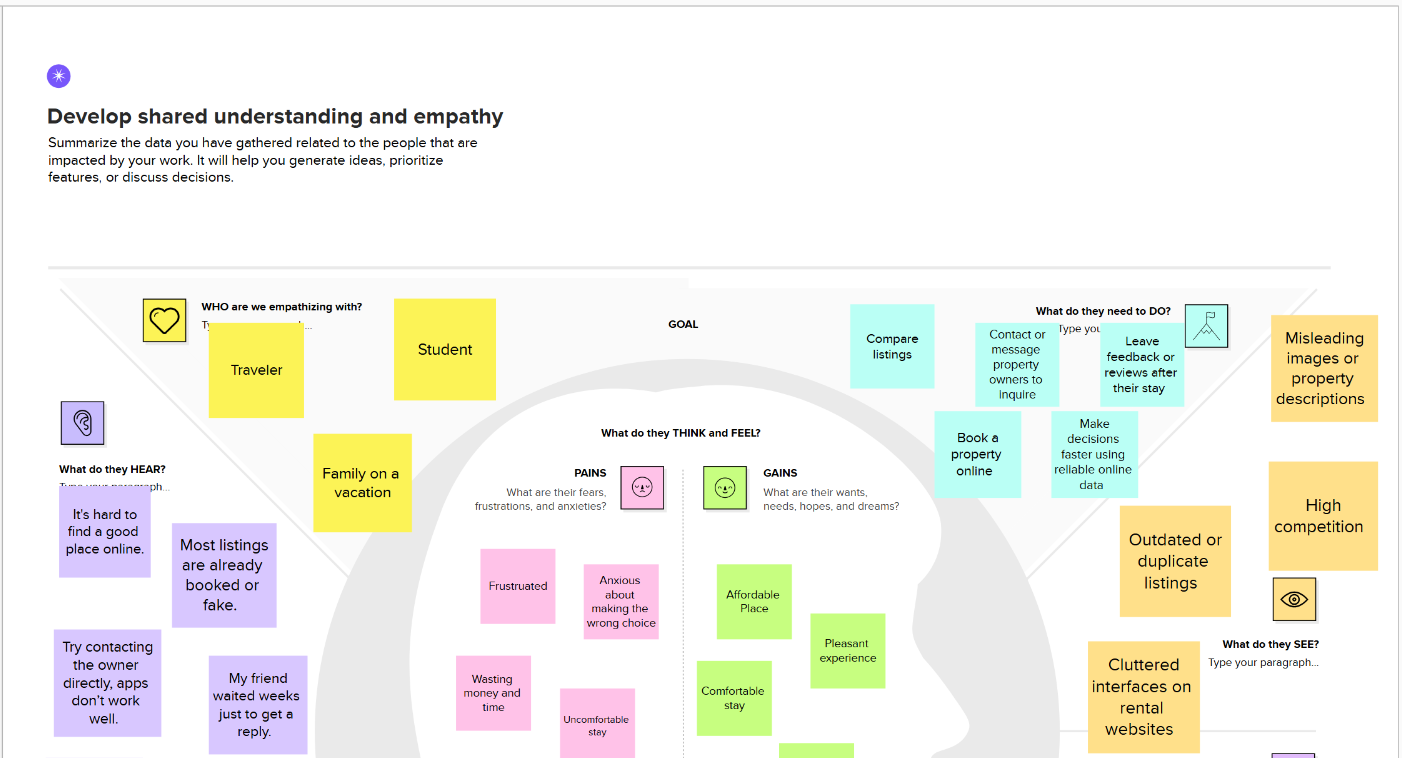 Develop shared understanding and empathy
Summarize the data you have gathered related to the people that are
impacted by your work. It will help you generate ideas, prioritize
features, or discuss decisions.
WHO are we empathizing with?
Traveler
Student
Family on a
vacation
GOAL
What do they need to DO?
Type you
Compare
listings
Contact or
message
property
owners to
inquire
Leave
feedback or
reviews after
their stay
Book a
property
online
Make
decisions
faster using
reliable online
data
Misleading
images or
property
descriptions
High
competition
Outdated or
duplicate
listings
What do they SEE?
Type your paragraph...
Cluttered
interfaces on
rental
websites
What do they HEAR?
Type your paragraph...
It's hard to
find a good
place online.
Most listings
are already
booked or
fake.
Try contacting
the owner
directly, apps
don't work
well.
My friend
waited weeks
just to get a
reply.
What do they THINK and FEEL?
PAINS
What are their fears,
frustrations, and anxieties?
GAINS
What are their wants,
needs, hopes, and dreams?
Frustruated
Anxious
about
making the
wrong choice
Wasting
money and
time
Uncomfortable
stay
Affordable
Place
Pleasant
experience
Comfortable
stay